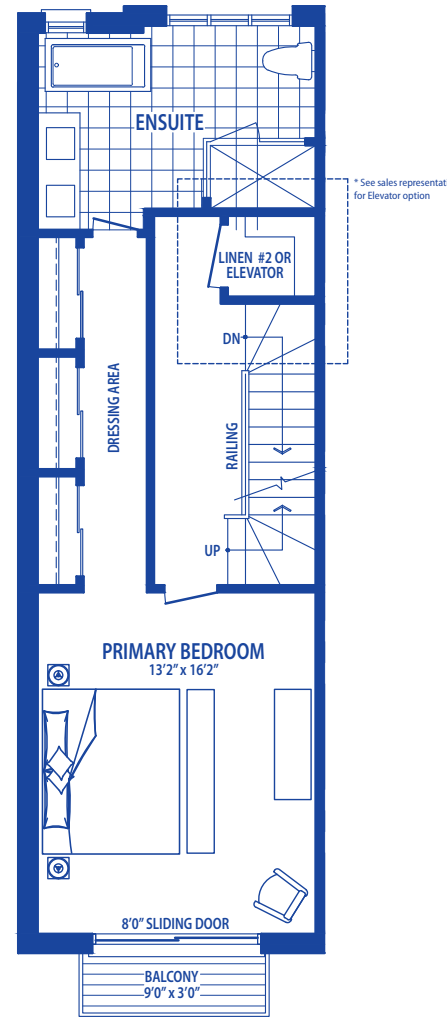 ENSUITE
* See sales representat
for Elevator option
LINEN #2 OR
ELEVATOR
DN
DRESSING AREA
RAILING
UP
PRIMARY BEDROOM
13'2" x 16'2"
8'0" SLIDING DOOR
BALCONY
9'0" x 3'0"